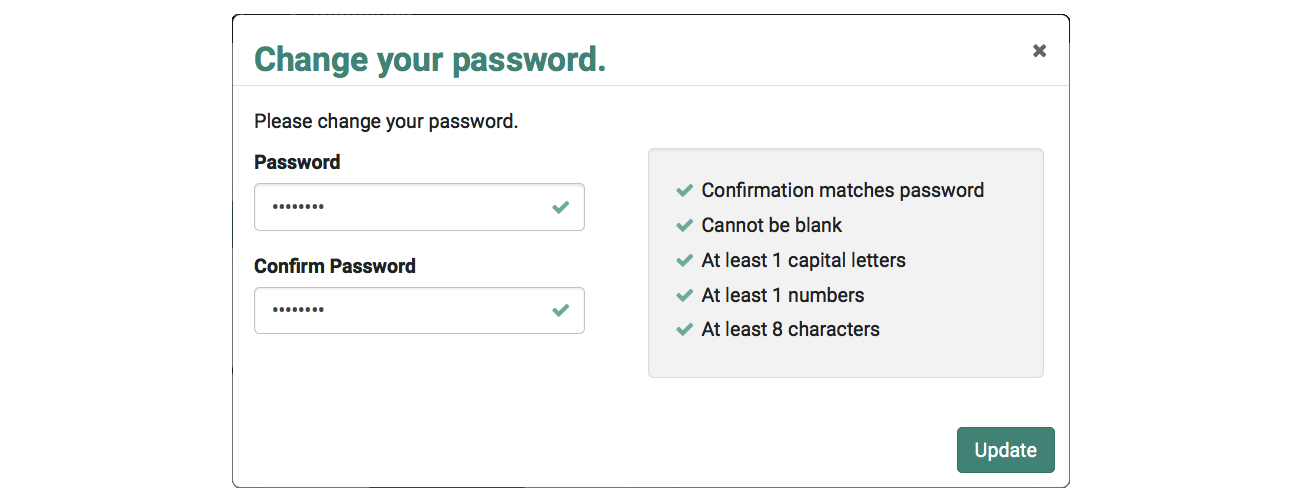 Change your password.
Please change your password.
Password
••••••••
Confirm Password
••••••••
Confirmation matches password
Cannot be blank
At least 1 capital letters
At least 1 numbers
At least 8 characters
Update